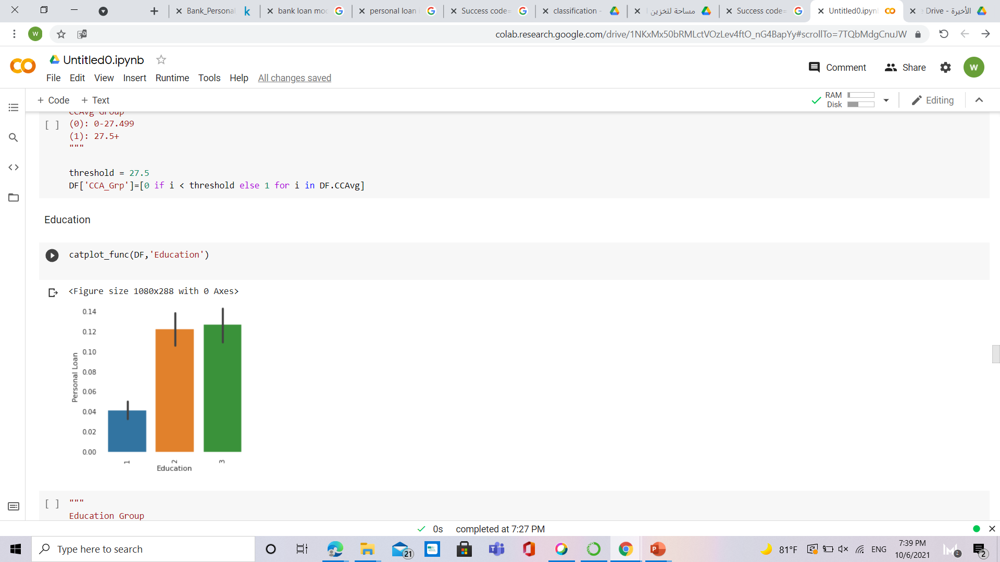 Bank_Personal
bank loan mod
personal loan i
Success code=
classification -
مساحة لتخزين
Success code=
Untitled0.ipyn
الأخيرة - Drive
W
colab.research.google.com/drive/1NKxMx50bRMLctVOzLev4ftO_nG4BapYy#scrollTo=7TQbMdgCnuJW
Untitled0.ipynb
Comment
Share
W
File Edit View Insert Runtime Tools Help All changes saved
+ Code + Text
RAM
Disk
Editing
CCAvg Group
[ ] (0): 0-27.499
(1): 27.5+
"""
threshold = 27.5
DF['CCA_Grp']=[0 if i < threshold else 1 for i in DF.CCAvg]
Education
catplot_func(DF,'Education')
<Figure size 1080x288 with 0 Axes>
0.14
0.12
0.10
0.08
0.06
0.04
0.02
0.00
Personal Loan
1 2 3
Education
[ ] """
Education Group
0s completed at 7:27 PM
Type here to search
21
81°F
ENG
7:39 PM
10/6/2021
2
2